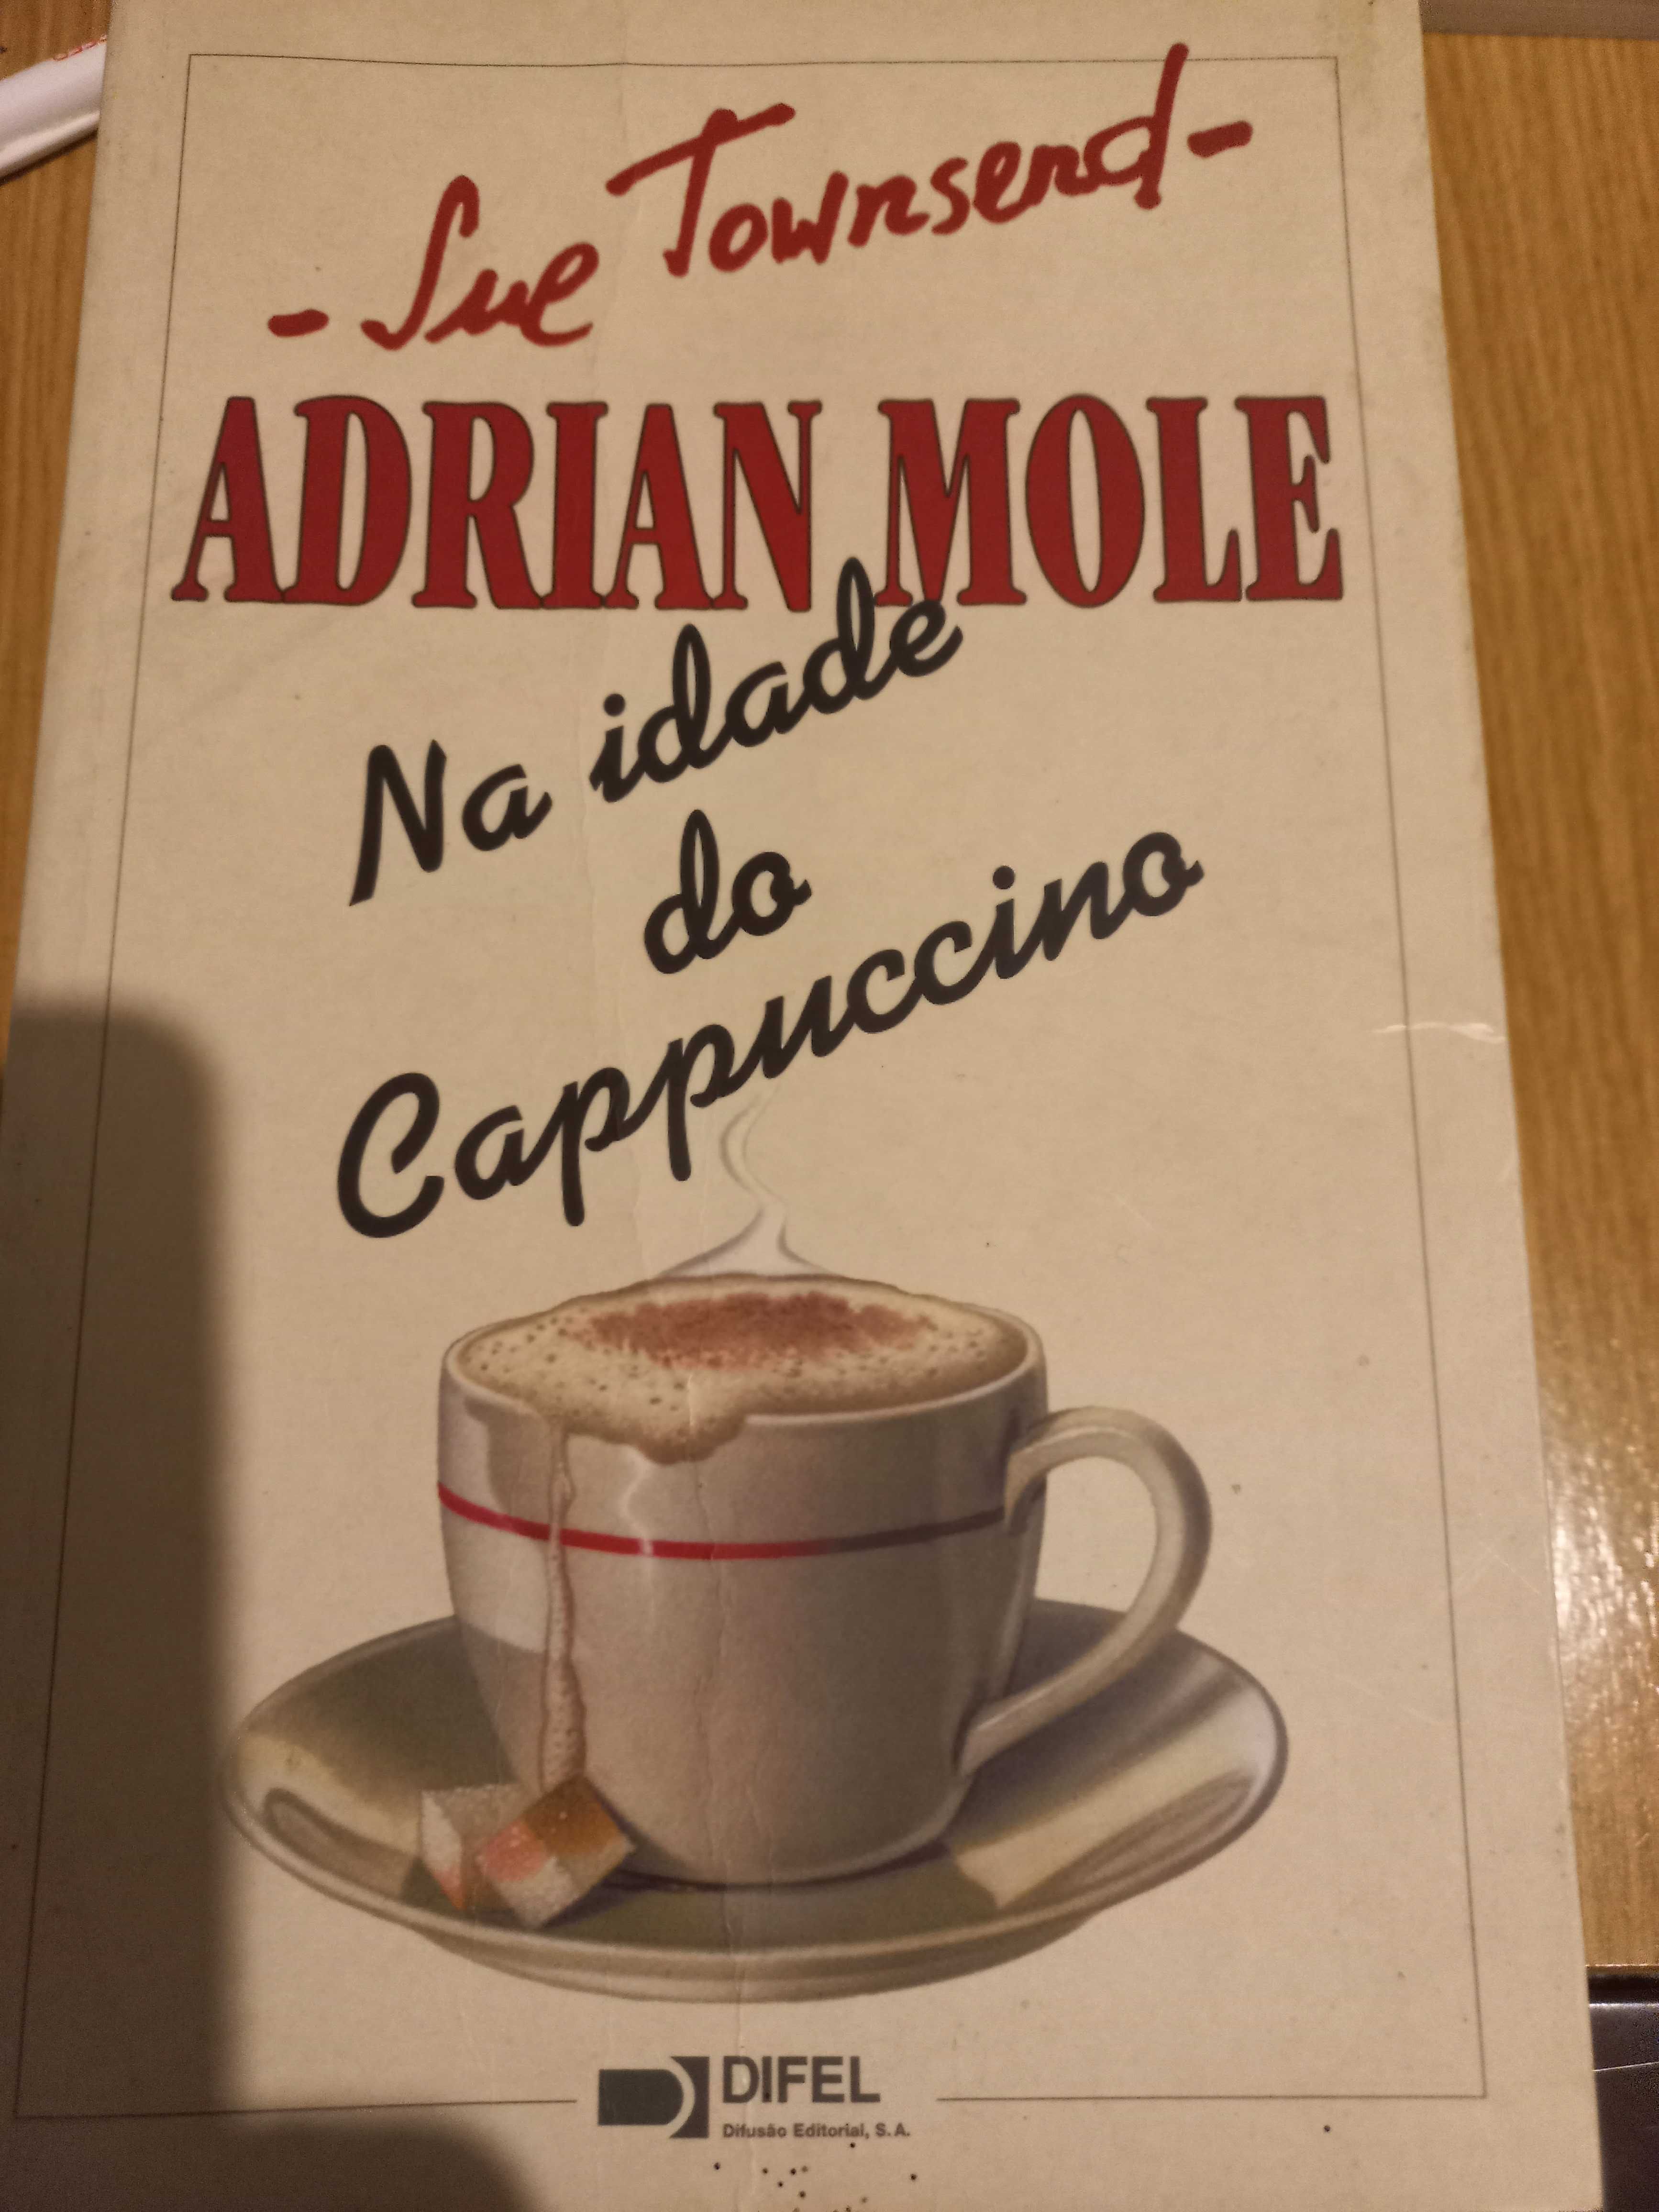 - Sue Townsend -
ADRIAN MOLE
Na idade
do
Cappuccino
DIFEL
Difusão Editorial, S.A.